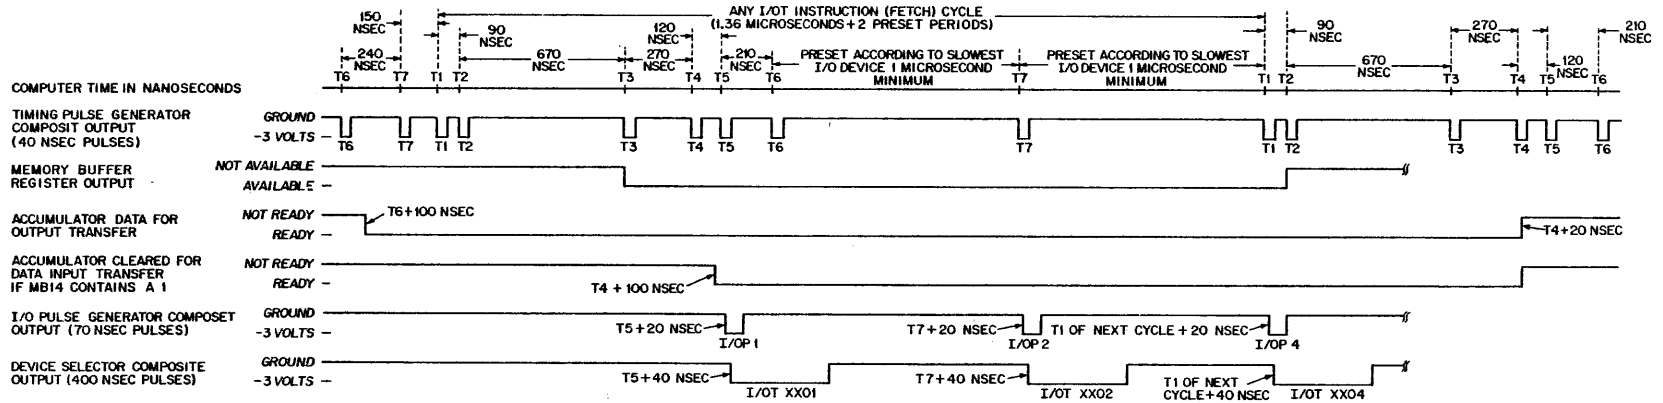 ANY I/OT INSTRUCTION (FETCH) CYCLE
(1.36 MICROSECONDS + 2 PRESET PERIODS)
150
NSEC
90
NSEC
120
NSEC
90
NSEC
270
NSEC
210
NSEC
240
NSEC
670
NSEC
270
NSEC
210
NSEC
PRESET ACCORDING TO SLOWEST
I/O DEVICE 1 MICROSECOND
MINIMUM
PRESET ACCORDING TO SLOWEST
I/O DEVICE 1 MICROSECOND
MINIMUM
670
NSEC
120
NSEC
T6 T7 T1 T2 T3 T4 T5 T6 T7 T1 T2 T3 T4 T5 T6
COMPUTER TIME IN NANOSECONDS
TIMING PULSE GENERATOR
COMPOSIT OUTPUT
(40 NSEC PULSES)
GROUND
-3 VOLTS
T6 T7 T1 T2 T3 T4 T5 T6 T7 T1 T2 T3 T4 T5 T6
MEMORY BUFFER
REGISTER OUTPUT
NOT AVAILABLE
AVAILABLE
ACCUMULATOR DATA FOR
OUTPUT TRANSFER
NOT READY
READY
T6+100 NSEC
T4+20 NSEC
ACCUMULATOR CLEARED FOR
DATA INPUT TRANSFER
IF MB14 CONTAINS A 1
NOT READY
READY
T4 + 100 NSEC
I/O PULSE GENERATOR COMPOSET
OUTPUT (70 NSEC PULSES)
GROUND
-3 VOLTS
T5+20 NSEC
I/OP 1
T7+20 NSEC
I/OP 2
T1 OF NEXT CYCLE + 20 NSEC
I/OP 4
DEVICE SELECTOR COMPOSITE
OUTPUT (400 NSEC PULSES)
GROUND
-3 VOLTS
T5+40 NSEC
I/OT XX01
T7+40 NSEC
I/OT XX02
T1 OF NEXT
CYCLE+40 NSEC
I/OT XX04